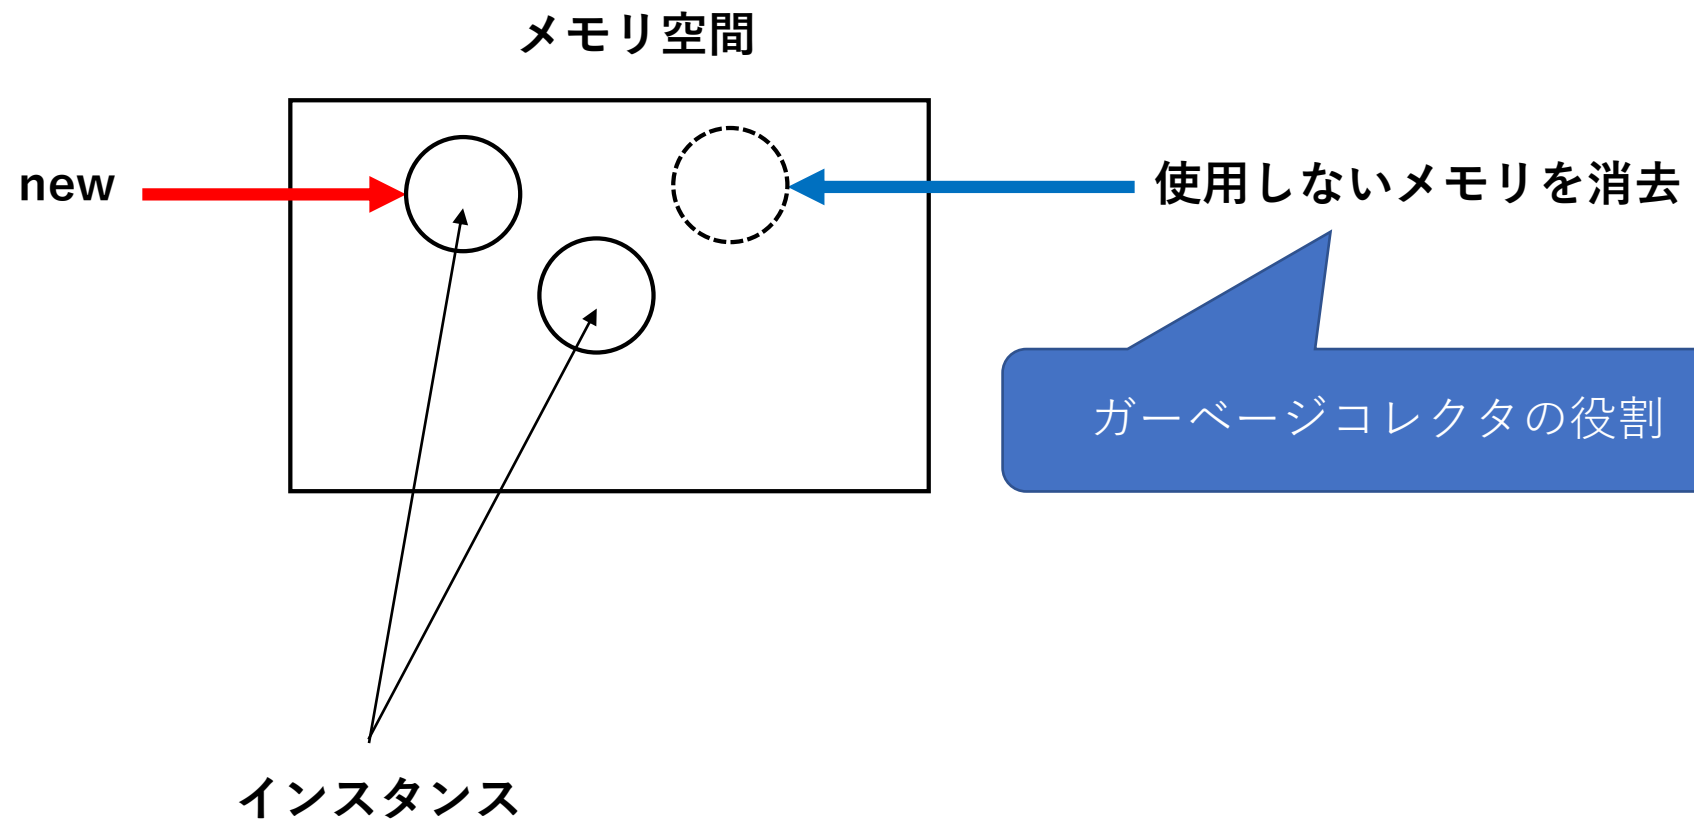 メモリ空間
new
使用しないメモリを消去
ガーベージコレクタの役割
インスタンス